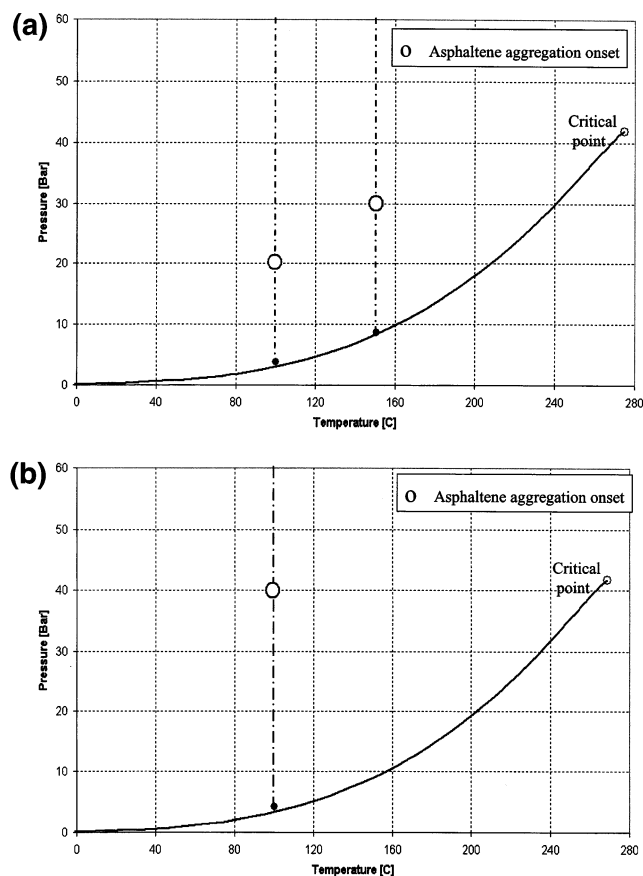 (a)
60
50
40
30
20
10
0
Pressure [Bar]
O Asphaltene aggregation onset
Critical
point
0 40 80 120 160 200 240 280
Temperature [C]
(b)
60
50
40
30
20
10
0
Pressure [Bar]
O Asphaltene aggregation onset
Critical
point
0 40 80 120 160 200 240 280
Temperature [C]